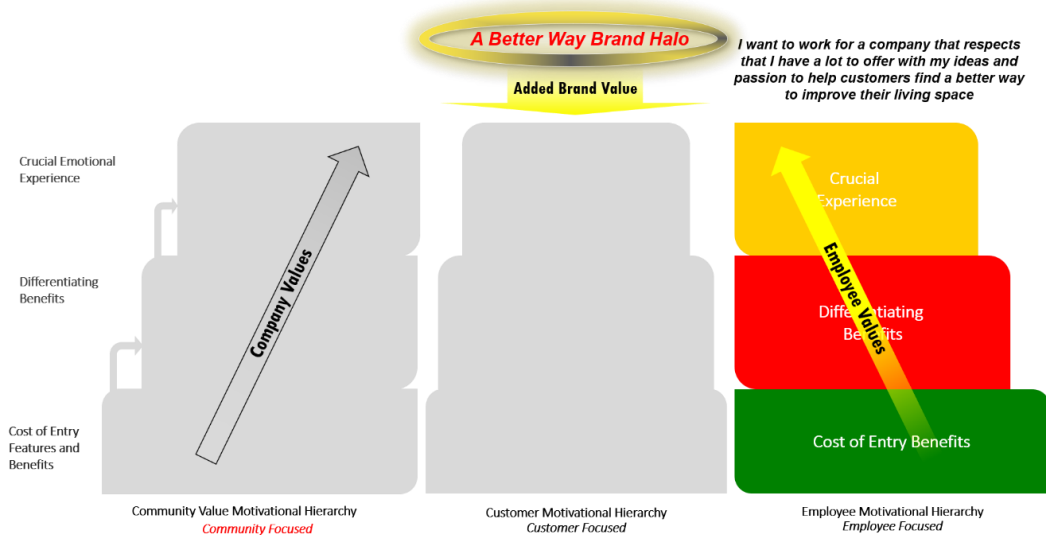 A Better Way Brand Halo
Added Brand Value
I want to work for a company that respects
that I have a lot to offer with my ideas and
passion to help customers find a better way
to improve their living space
Crucial Emotional
Experience
Differentiating
Benefits
Cost of Entry
Features and
Benefits
Company Values
Crucial
Experience
Differentiating
Benefits
Employee Values
Cost of Entry Benefits
Community Value Motivational Hierarchy
Community Focused
Customer Motivational Hierarchy
Customer Focused
Employee Motivational Hierarchy
Employee Focused